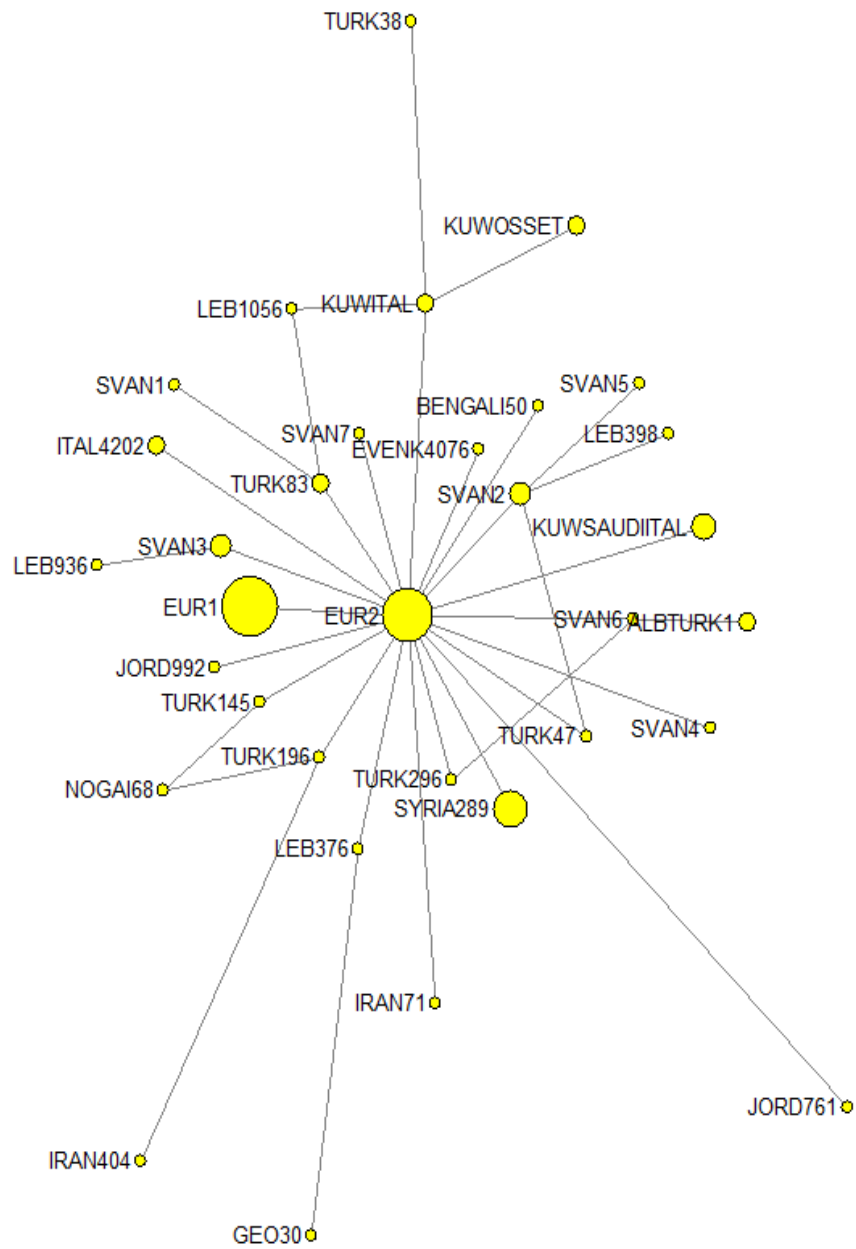 TURK38
KUWOSSET
LEB1056
KUWITAL
SVAN1
SVAN5
BENGALI50
SVAN7
LEB398
ITAL4202
EVENK4076
TURK83
SVAN2
KUWSAUDIITAL
SVAN3
LEB936
EUR1
EUR2
SVAN6
ALBTURK1
JORD992
TURK145
SVAN4
TURK47
TURK196
TURK296
NOGAI68
SYRIA289
LEB376
IRAN71
JORD761
IRAN404
GEO30